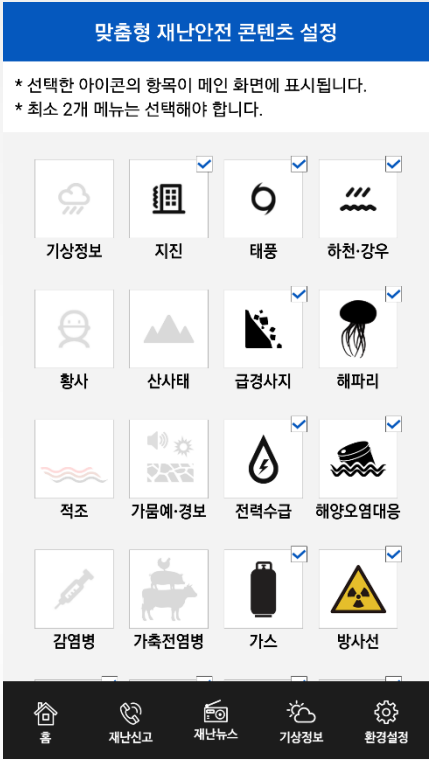 맞춤형 재난안전 콘텐츠 설정
* 선택한 아이콘의 항목이 메인 화면에 표시됩니다.
* 최소 2개 메뉴는 선택해야 합니다.
기상정보 지진 태풍 하천·강우
황사 산사태 급경사지 해파리
적조 가뭄예·경보 전력수급 해양오염대응
감염병 가축전염병 가스 방사선
홈 재난신고 재난뉴스 기상정보 환경설정